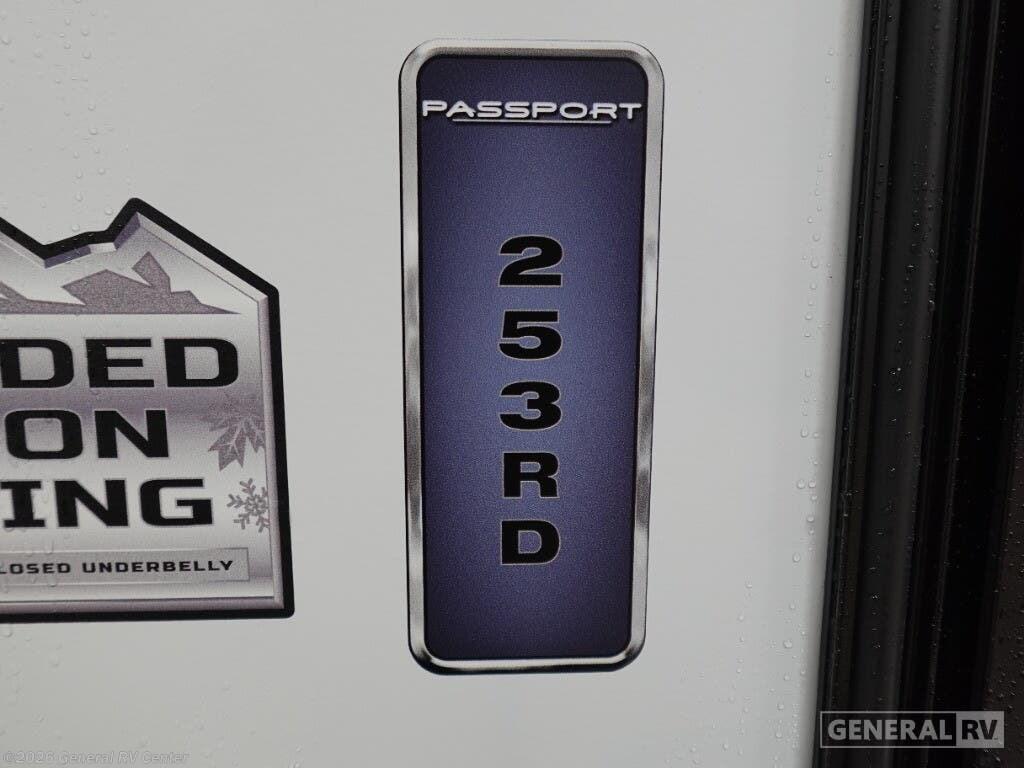 PASSPORT
2
5
3
R
D
DED
ON
ING
LOSED UNDERBELLY
GENERAL RV
©2026 General RV Center